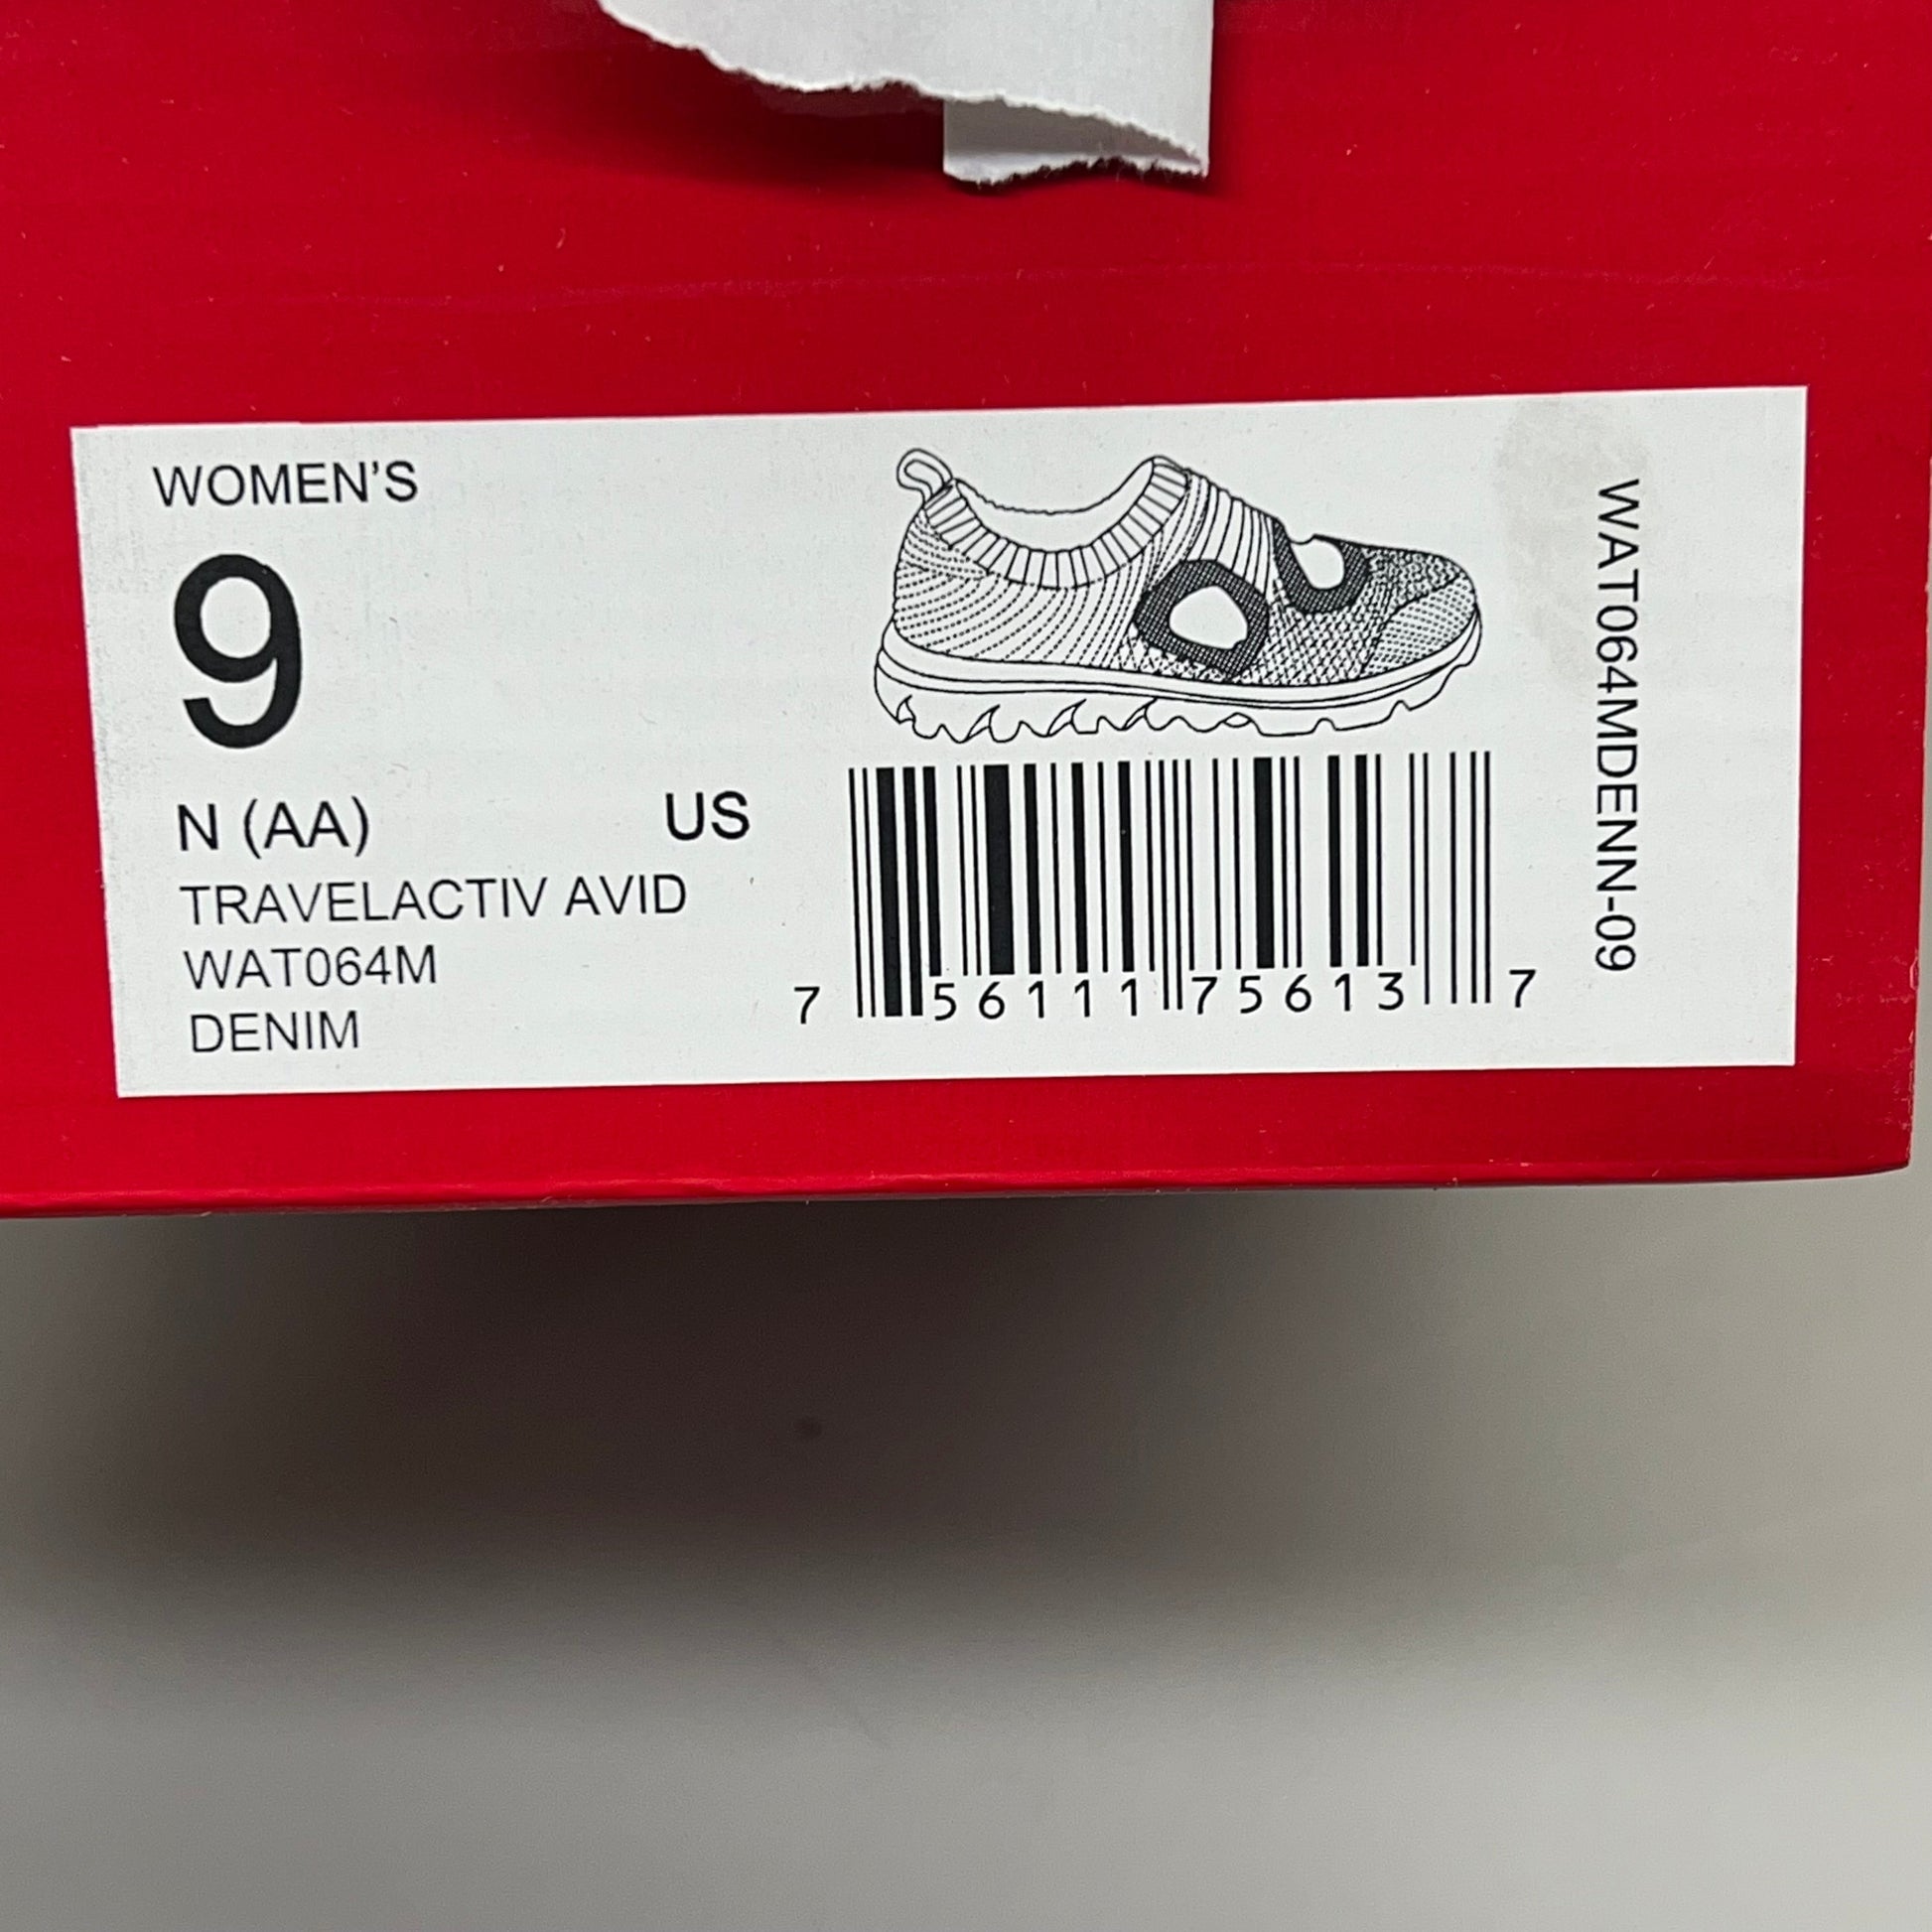 WOMEN'S
9
N (AA) US
TRAVELACTIV AVID
WAT064M
DENIM
7 56111 75613 7
WAT064MDENN-09